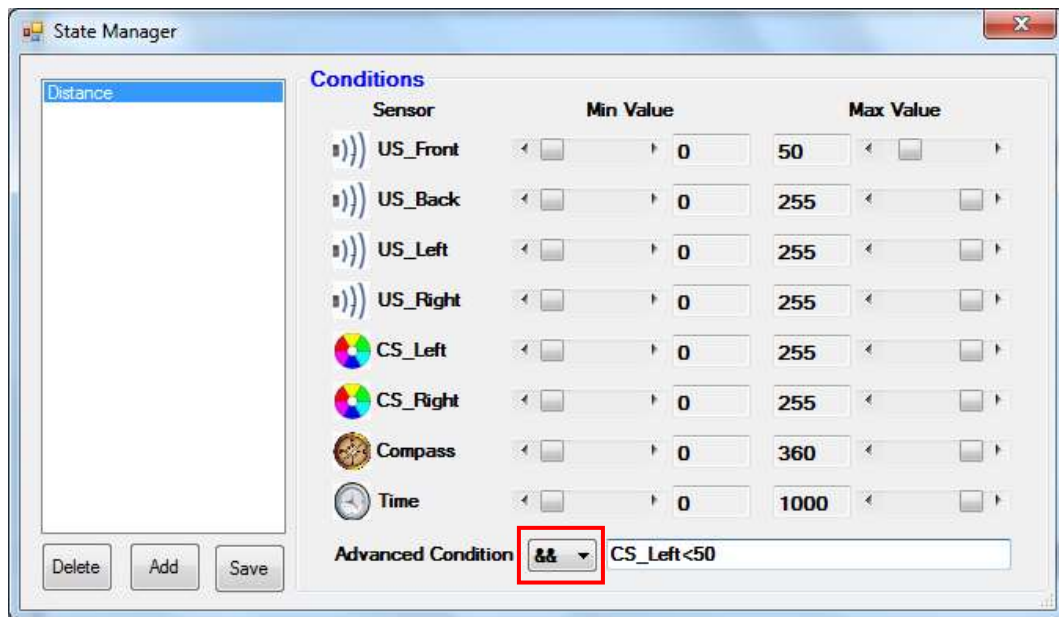 State Manager
Distance
Delete Add Save
Conditions
Sensor Min Value Max Value
US_Front 0 50
US_Back 0 255
US_Left 0 255
US_Right 0 255
CS_Left 0 255
CS_Right 0 255
Compass 0 360
Time 0 1000
Advanced Condition && CS_Left<50